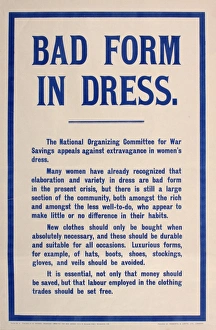 BAD FORM
IN DRESS.
The National Organizing Committee for War
Savings appeals against extravagance in women's
dress.
Many women have already recognized that
elaboration and variety in dress are bad form
in the present crisis, but there is still a large
section of the community, both amongst the rich
and amongst the less well-to-do, who appear to
make little or no difference in their habits.
New clothes should only be bought when
absolutely necessary, and these should be durable
and suitable for all occasions. Luxurious forms,
for example, of hats, boots, shoes, stockings,
gloves, and veils should be avoided.
It is essential, not only that money should be
saved, but that labour employed in the clothing
trades should be set free.